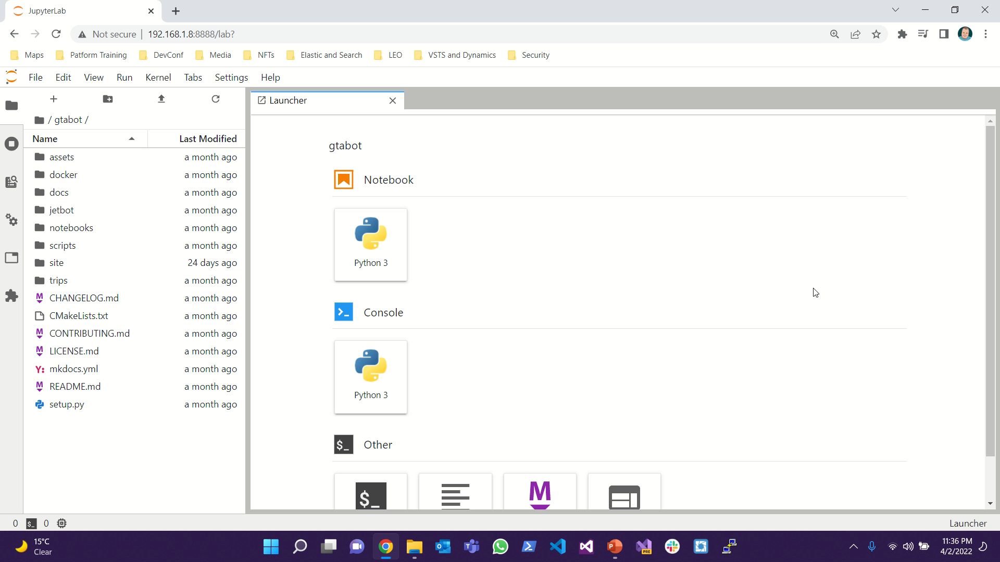 JupyterLab
Not secure 192.168.1.8:8888/lab?
Maps Patform Training DevConf Media NFTs Elastic and Search LEO VSTS and Dynamics Security
File Edit View Run Kernel Tabs Settings Help
Launcher
/ gtabot /
Name Last Modified
assets a month ago
docker a month ago
docs a month ago
jetbot a month ago
notebooks a month ago
scripts a month ago
site 24 days ago
trips a month ago
CHANGELOG.md a month ago
CMakeLists.txt a month ago
CONTRIBUTING.md a month ago
LICENSE.md a month ago
mkdocs.yml a month ago
README.md a month ago
setup.py a month ago
gtabot
Notebook
Python 3
Console
Python 3
$_ Other
$_ M
0 $_ 0 Launcher
15°C
Clear
PRE
11:36 PM
4/2/2022